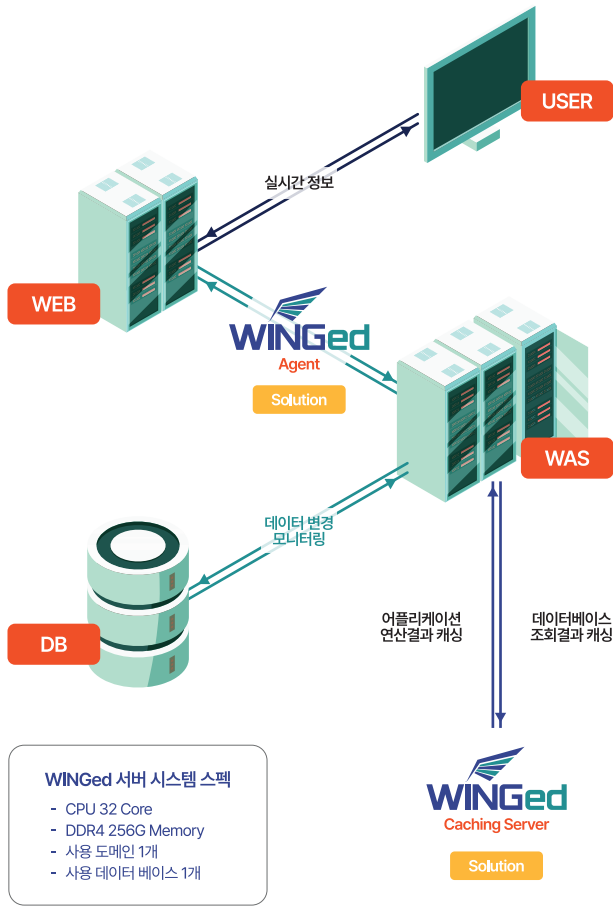 USER
실시간 정보
WEB
WINGed
Agent
Solution
WAS
데이터 변경
모니터링
DB
어플리케이션
연산결과 캐싱
데이터베이스
조회결과 캐싱
WINGed 서버 시스템 스펙
- CPU 32 Core
- DDR4 256G Memory
- 사용 도메인 1개
- 사용 데이터 베이스 1개
WINGed
Caching Server
Solution